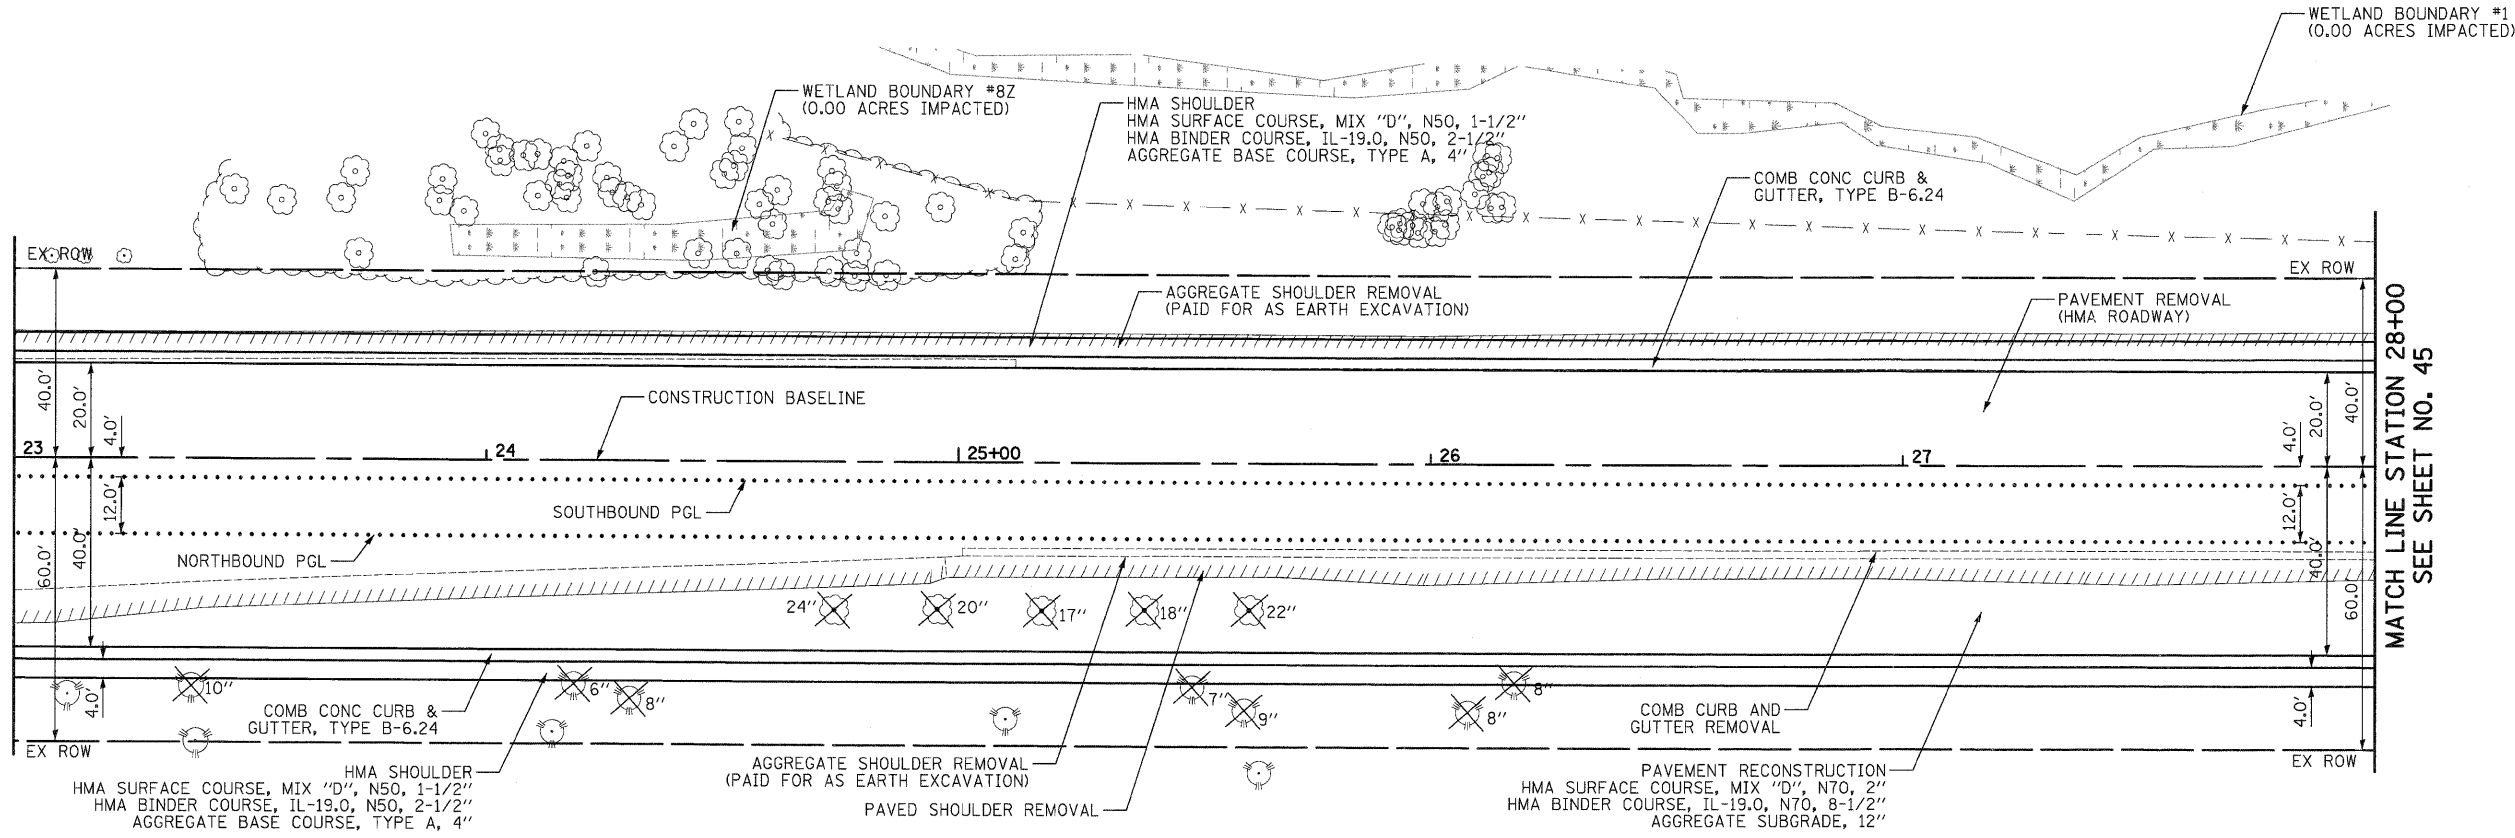 WETLAND BOUNDARY #1
(0.00 ACRES IMPACTED)
WETLAND BOUNDARY #8Z
(0.00 ACRES IMPACTED)
HMA SHOULDER
HMA SURFACE COURSE, MIX "D", N50, 1-1/2"
HMA BINDER COURSE, IL-19.0, N50, 2-1/2"
AGGREGATE BASE COURSE, TYPE A, 4"
COMB CONC CURB &
GUTTER, TYPE B-6.24
EX ROW
EX ROW
AGGREGATE SHOULDER REMOVAL
(PAID FOR AS EARTH EXCAVATION)
PAVEMENT REMOVAL
(HMA ROADWAY)
MATCH LINE STATION 28+00
SEE SHEET NO. 45
40.0'
20.0'
4.0'
CONSTRUCTION BASELINE
4.0'
20.0'
40.0'
23
24
25+00
26
27
12.0'
SOUTHBOUND PGL
12.0'
NORTHBOUND PGL
60.0'
40.0'
40.0'
60.0'
24"
20"
17"
18"
22"
10"
6"
8"
7"
9"
8"
8"
4.0'
4.0'
COMB CONC CURB &
GUTTER, TYPE B-6.24
COMB CURB AND
GUTTER REMOVAL
EX ROW
EX ROW
HMA SHOULDER
HMA SURFACE COURSE, MIX "D", N50, 1-1/2"
HMA BINDER COURSE, IL-19.0, N50, 2-1/2"
AGGREGATE BASE COURSE, TYPE A, 4"
AGGREGATE SHOULDER REMOVAL
(PAID FOR AS EARTH EXCAVATION)
PAVED SHOULDER REMOVAL
PAVEMENT RECONSTRUCTION
HMA SURFACE COURSE, MIX "D", N70, 2"
HMA BINDER COURSE, IL-19.0, N70, 8-1/2"
AGGREGATE SUBGRADE, 12"